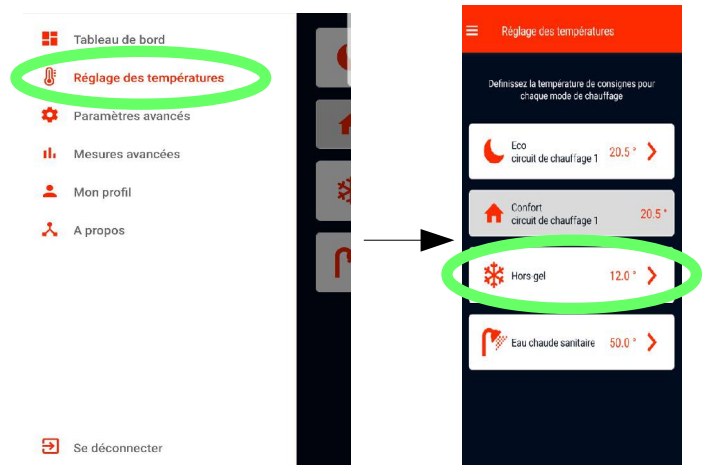 Tableau de bord
Réglage des températures
Paramètres avancés
Mesures avancées
Mon profil
A propos
Se déconnecter
Réglage des températures
Definissez la température de consignes pour
chaque mode de chauffage
Eco
circuit de chauffage 1
20.5 °
Confort
circuit de chauffage 1
20.5 °
Hors-gel
12.0 °
Eau chaude sanitaire
50.0 °